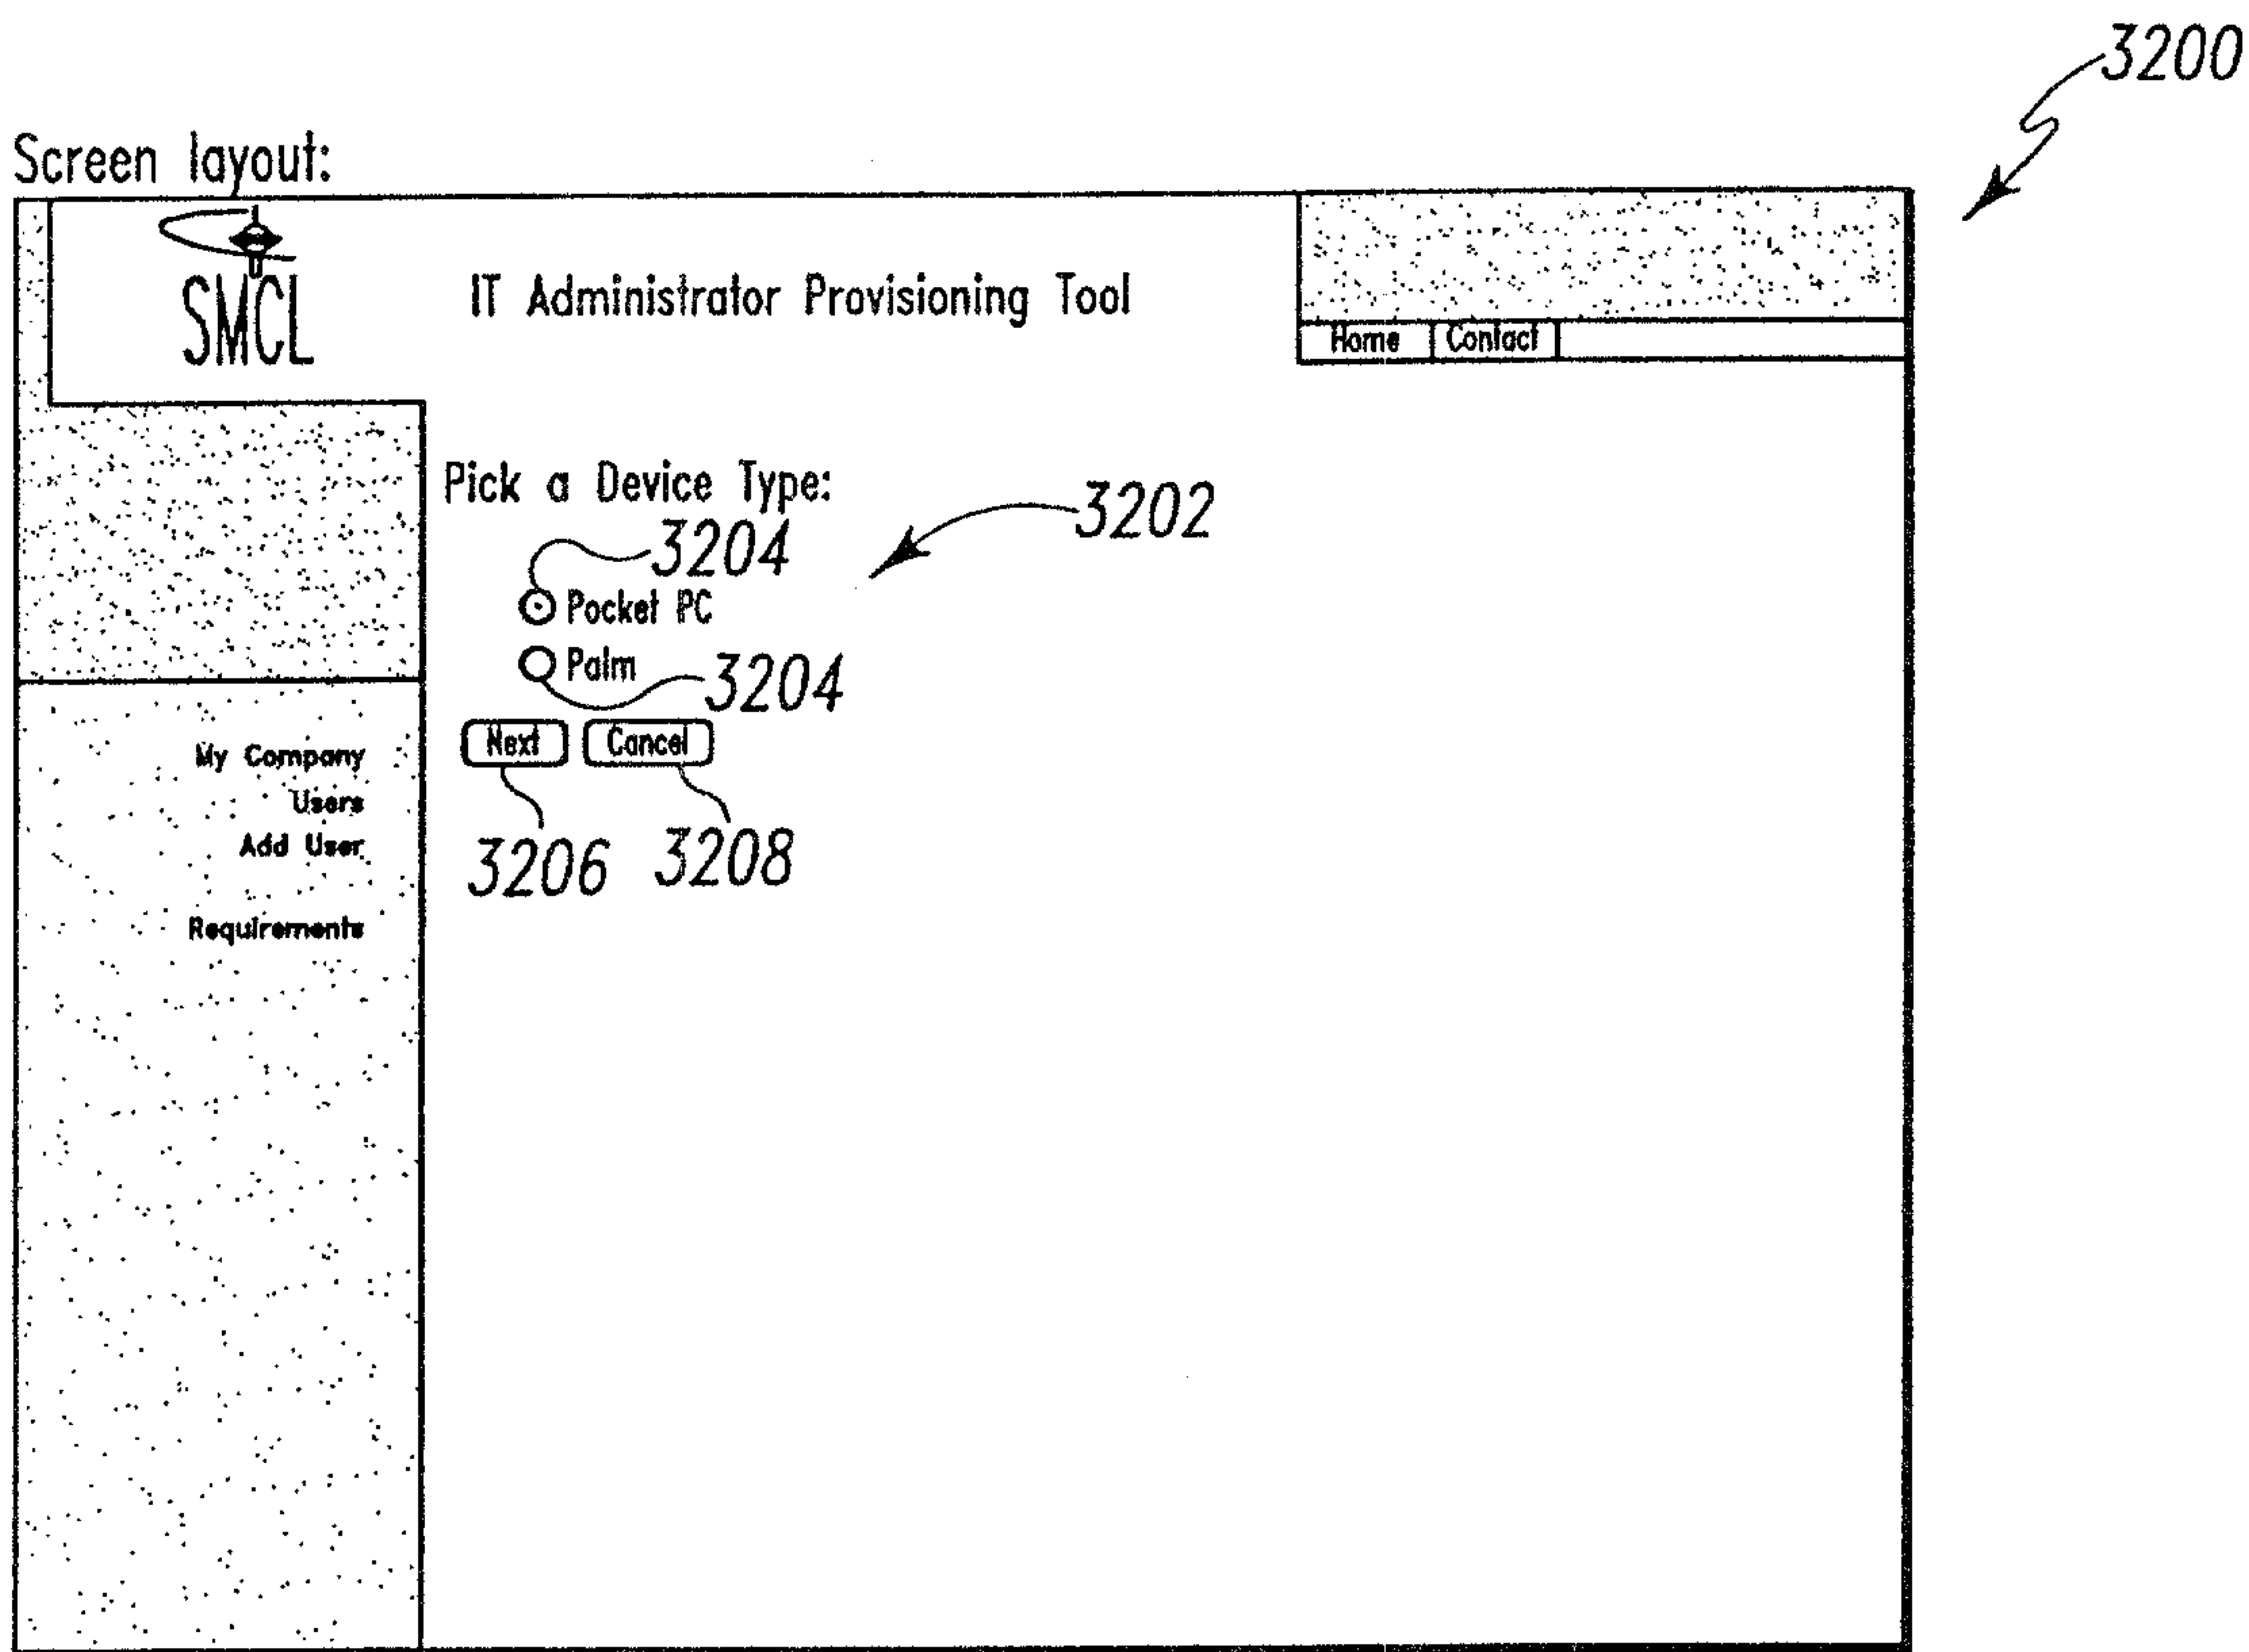 3200
Screen layout:
SMCL
IT Administrator Provisioning Tool
Home Contact
Pick a Device Type:
3202
3204
Pocket PC
Palm
3204
Next Cancel
3206 3208
My Company
Users
Add User
Requirements